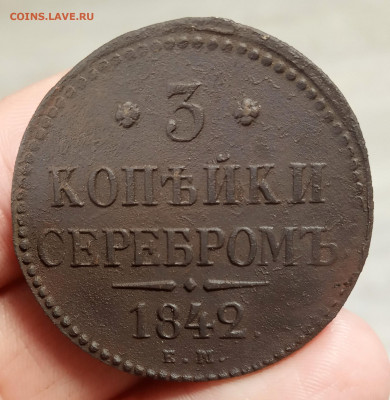 COINS.LAVE.RU
3
КОПѢЙКИ
СЕРЕБРОМЪ
1842.
Е.М.